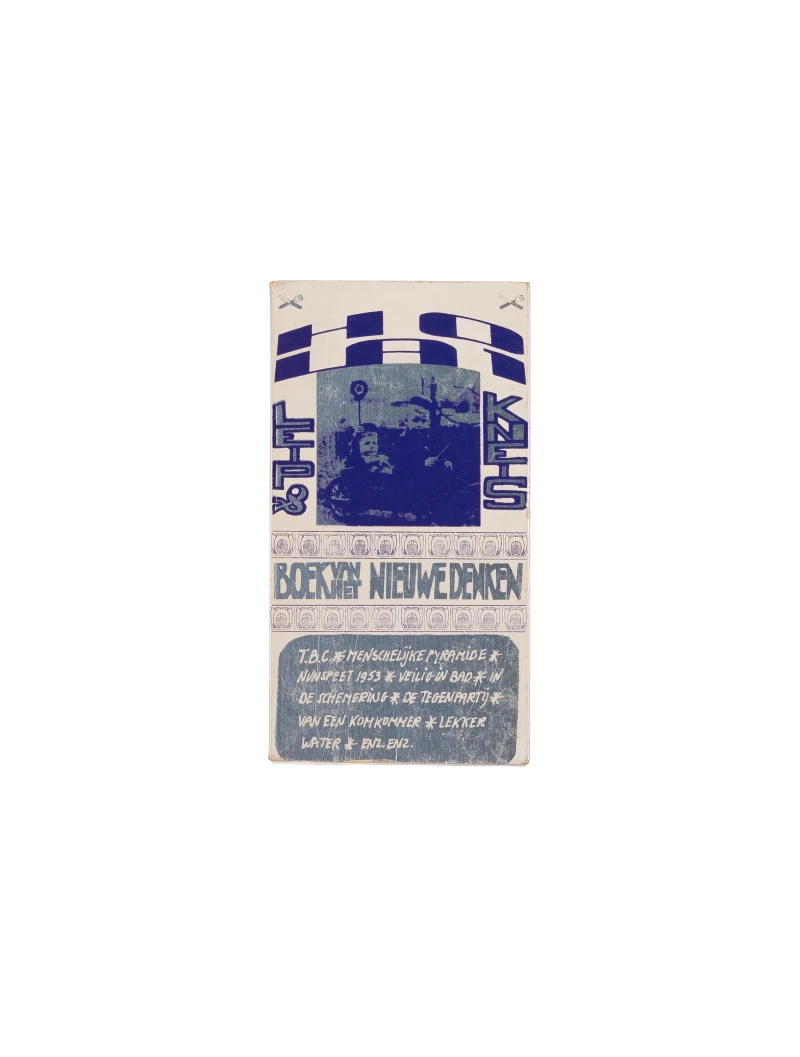 LEIP &
KNETS
BOEK VAN HET NIEUWE DENKEN
T.B.C. * MENSCHELIJKE PYRAMIDE *
NUNSPEET 1953 * VEILIG IN BAD * IN
DE SCHEMERING * DE TEGENPARTIJ *
VAN EEN KOMKOMMER * LEKKER
WATER * ENZ. ENZ.